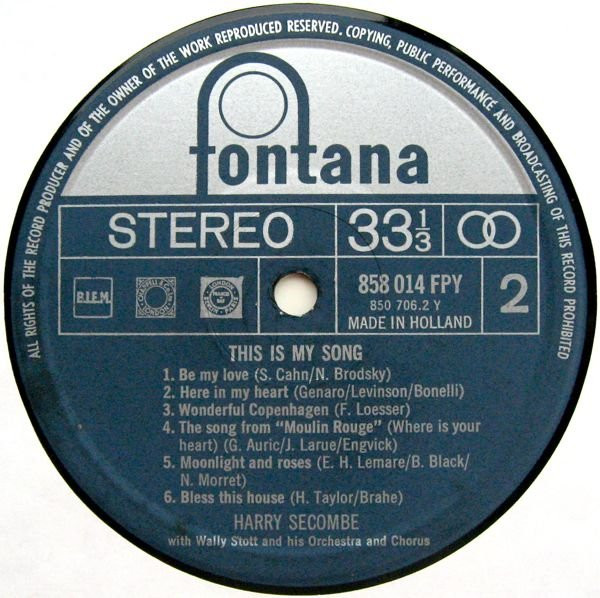 ALL RIGHTS OF THE RECORD PRODUCER AND OF THE OWNER OF THE WORK REPRODUCED RESERVED. COPYING, PUBLIC PERFORMANCE AND BROADCASTING OF THIS RECORD PROHIBITED
fontana
STEREO 33⅓
B.I.E.M. 858 014 FPY 2
850 706.2 Y
MADE IN HOLLAND
THIS IS MY SONG
1. Be my love (S. Cahn/N. Brodsky)
2. Here in my heart (Genaro/Levinson/Bonelli)
3. Wonderful Copenhagen (F. Loesser)
4. The song from “Moulin Rouge” (Where is your
heart) (G. Auric/J. Larue/Engvick)
5. Moonlight and roses (E. H. Lemare/B. Black/
N. Morret)
6. Bless this house (H. Taylor/Brahe)
HARRY SECOMBE
with Wally Stott and his Orchestra and Chorus